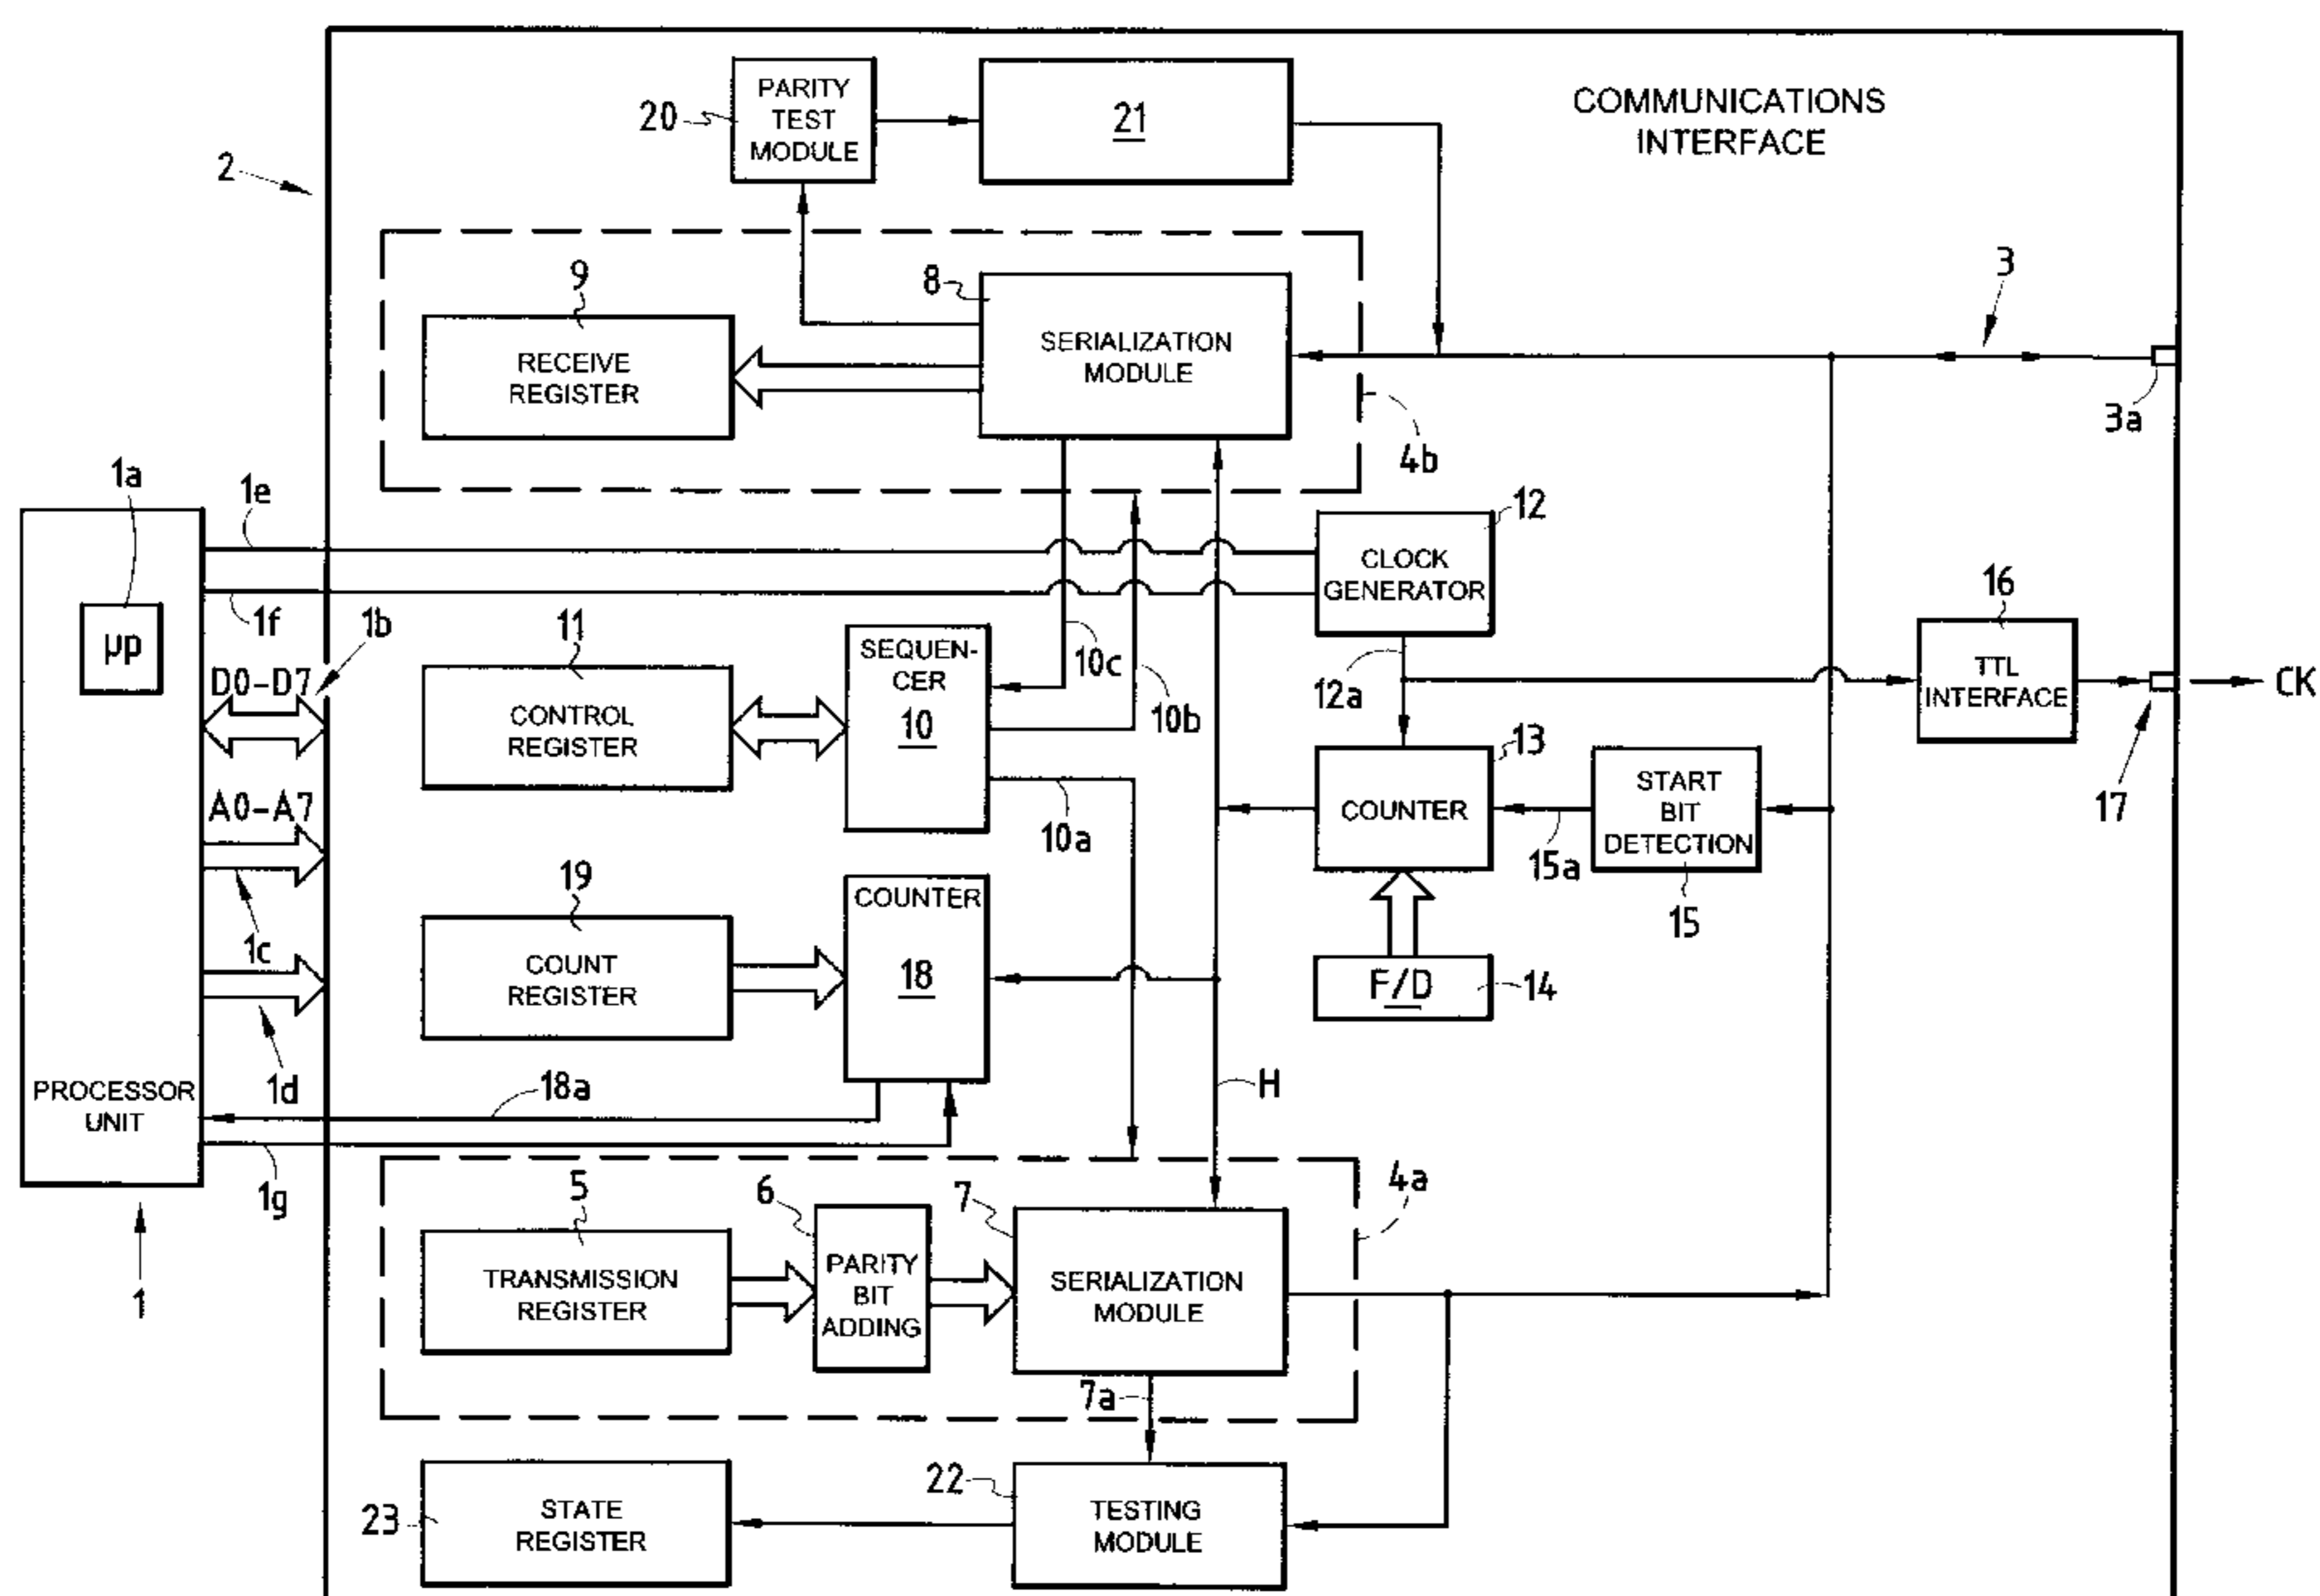 COMMUNICATIONS
INTERFACE
PARITY
TEST
MODULE
20
21
2
3
3a
9
RECEIVE
REGISTER
8
SERIALIZATION
MODULE
4b
1a
µp
1e
1f
1b
D0-D7
A0-A7
1c
1d
PROCESSOR
UNIT
1
1g
18a
11
CONTROL
REGISTER
SEQUEN-
CER
10
10c
10b
10a
12
CLOCK
GENERATOR
12a
16
TTL
INTERFACE
CK
17
13
COUNTER
START
BIT
DETECTION
15a
15
F/D
14
19
COUNT
REGISTER
COUNTER
18
H
4a
5
TRANSMISSION
REGISTER
6
PARITY
BIT
ADDING
7
SERIALIZATION
MODULE
7a
23
STATE
REGISTER
22
TESTING
MODULE